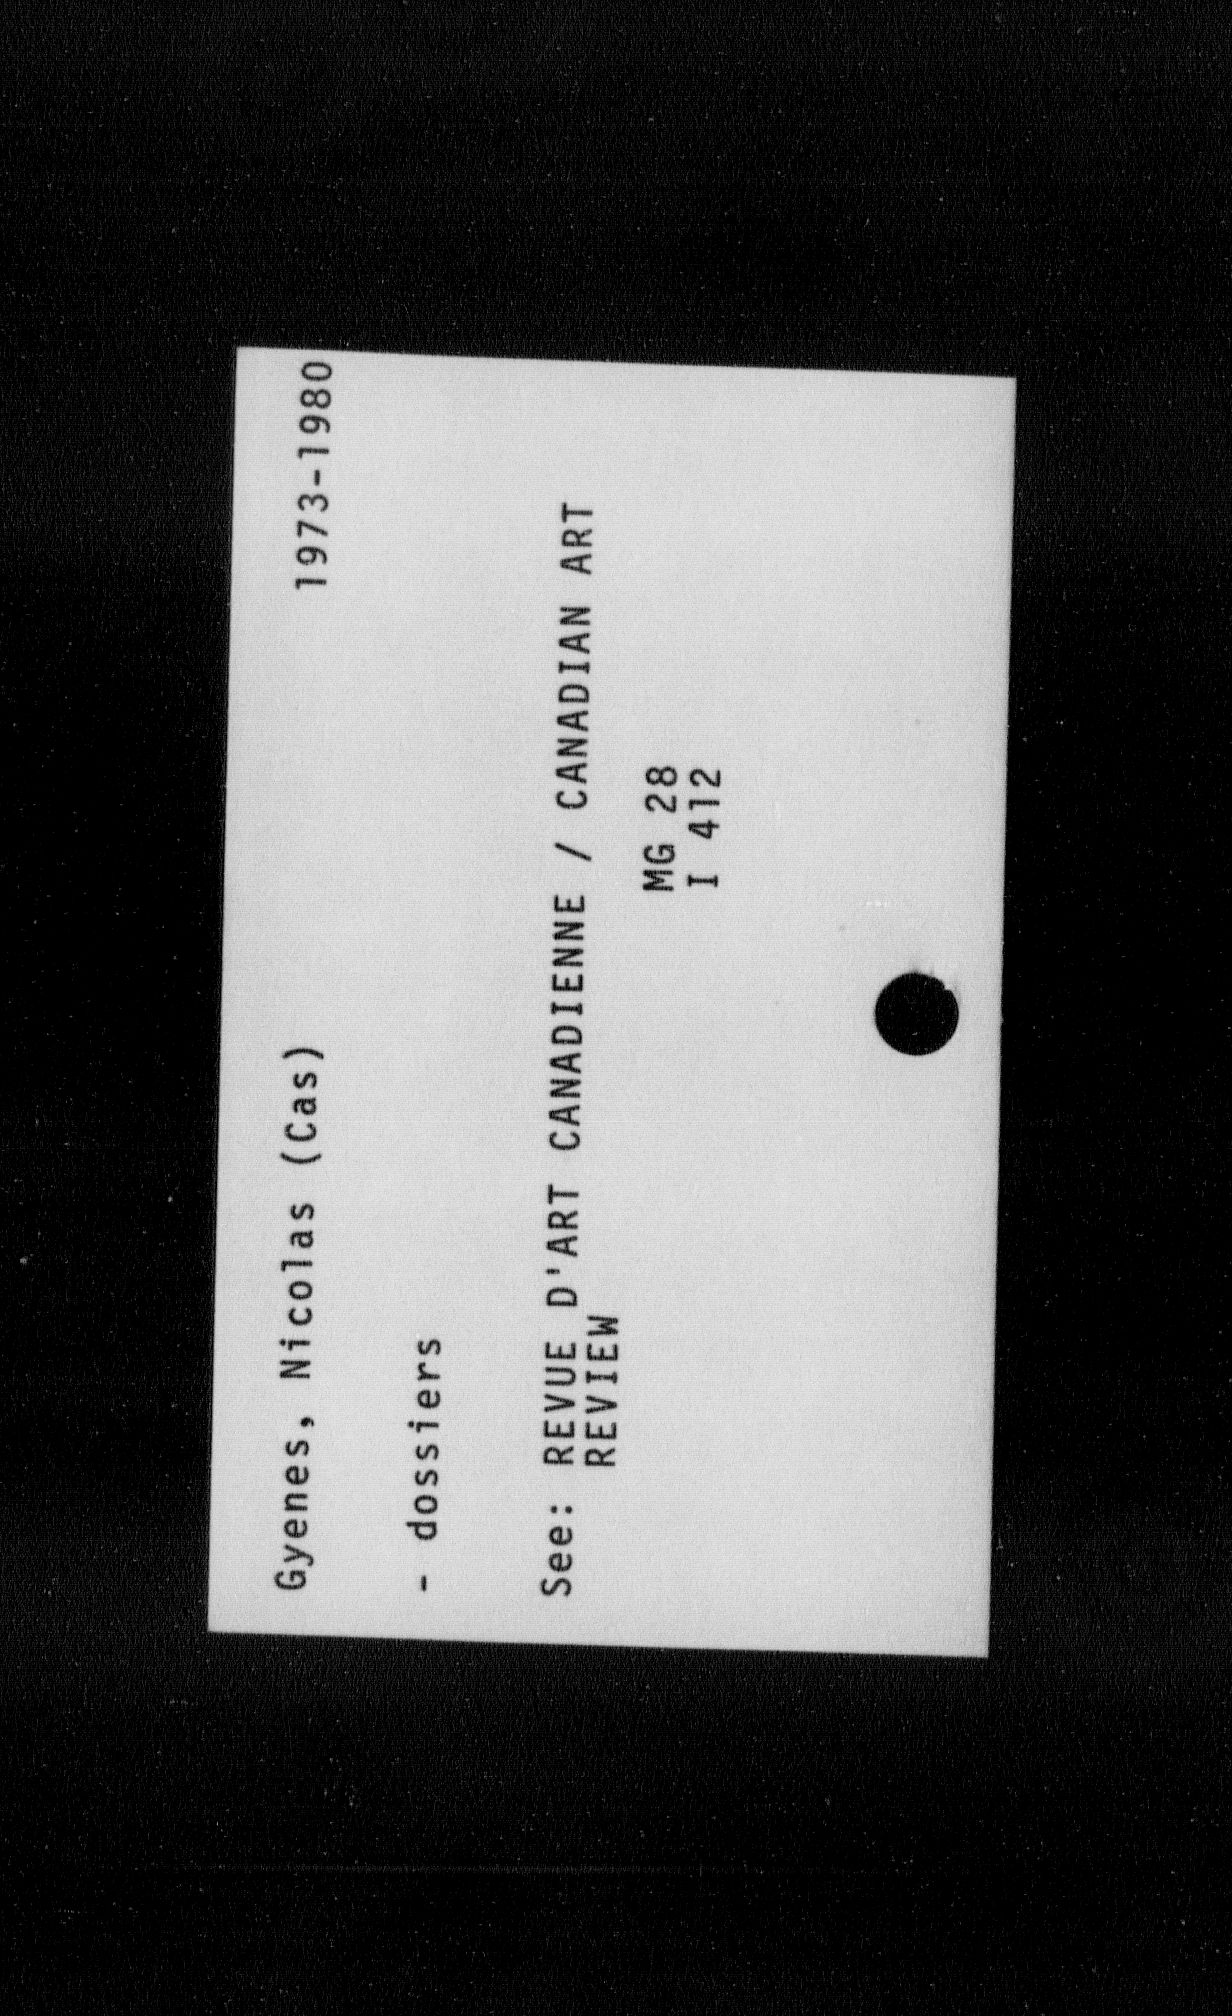 Gyenes, Nicolas (Cas) 1973-1980
- dossiers
See: REVUE D'ART CANADIENNE / CANADIAN ART
REVIEW
MG 28
I 412